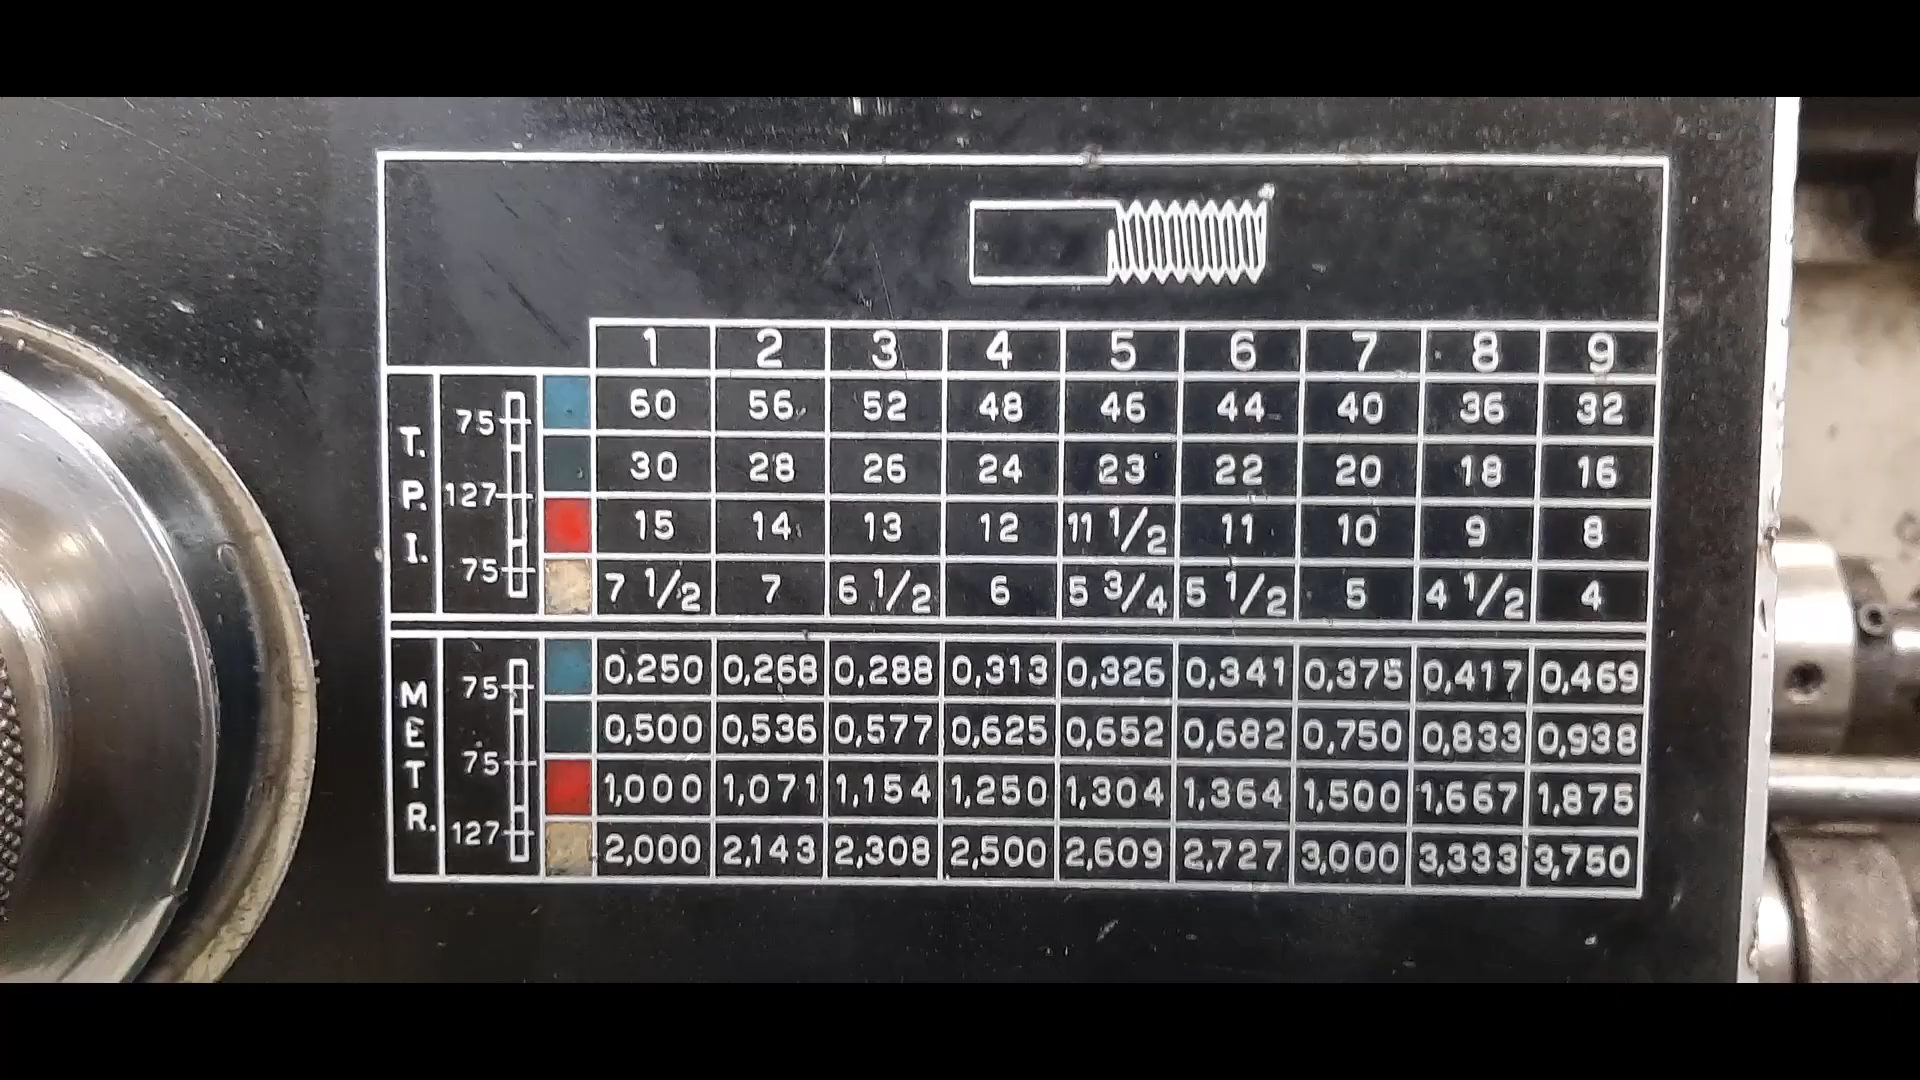 1 2 3 4 5 6 7 8 9
T.P.I.
75
127
75
60 56 52 48 46 44 40 36 32
30 28 26 24 23 22 20 18 16
15 14 13 12 11 1/2 11 10 9 8
7 1/2 7 6 1/2 6 5 3/4 5 1/2 5 4 1/2 4
METR.
75
75
127
0,250 0,268 0,288 0,313 0,326 0,341 0,375 0,417 0,469
0,500 0,536 0,577 0,625 0,652 0,682 0,750 0,833 0,938
1,000 1,071 1,154 1,250 1,304 1,364 1,500 1,667 1,875
2,000 2,143 2,308 2,500 2,609 2,727 3,000 3,333 3,750